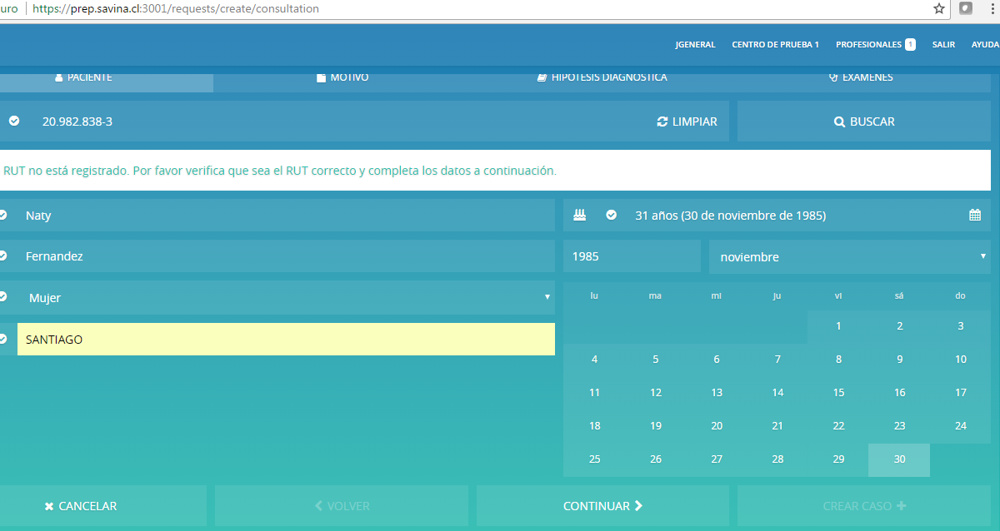 uro https://prep.savina.cl:3001/requests/create/consultation
JGENERAL CENTRO DE PRUEBA 1 PROFESIONALES 1 SALIR AYUDA
PACIENTE MOTIVO HIPOTESIS DIAGNOSTICA EXAMENES
20.982.838-3 LIMPIAR BUSCAR
RUT no está registrado. Por favor verifica que sea el RUT correcto y completa los datos a continuación.
Naty 31 años (30 de noviembre de 1985)
Fernandez 1985 noviembre
Mujer lu ma mi ju vi sá do
1 2 3
SANTIAGO
4 5 6 7 8 9 10
11 12 13 14 15 16 17
18 19 20 21 22 23 24
25 26 27 28 29 30
CANCELAR VOLVER CONTINUAR CREAR CASO